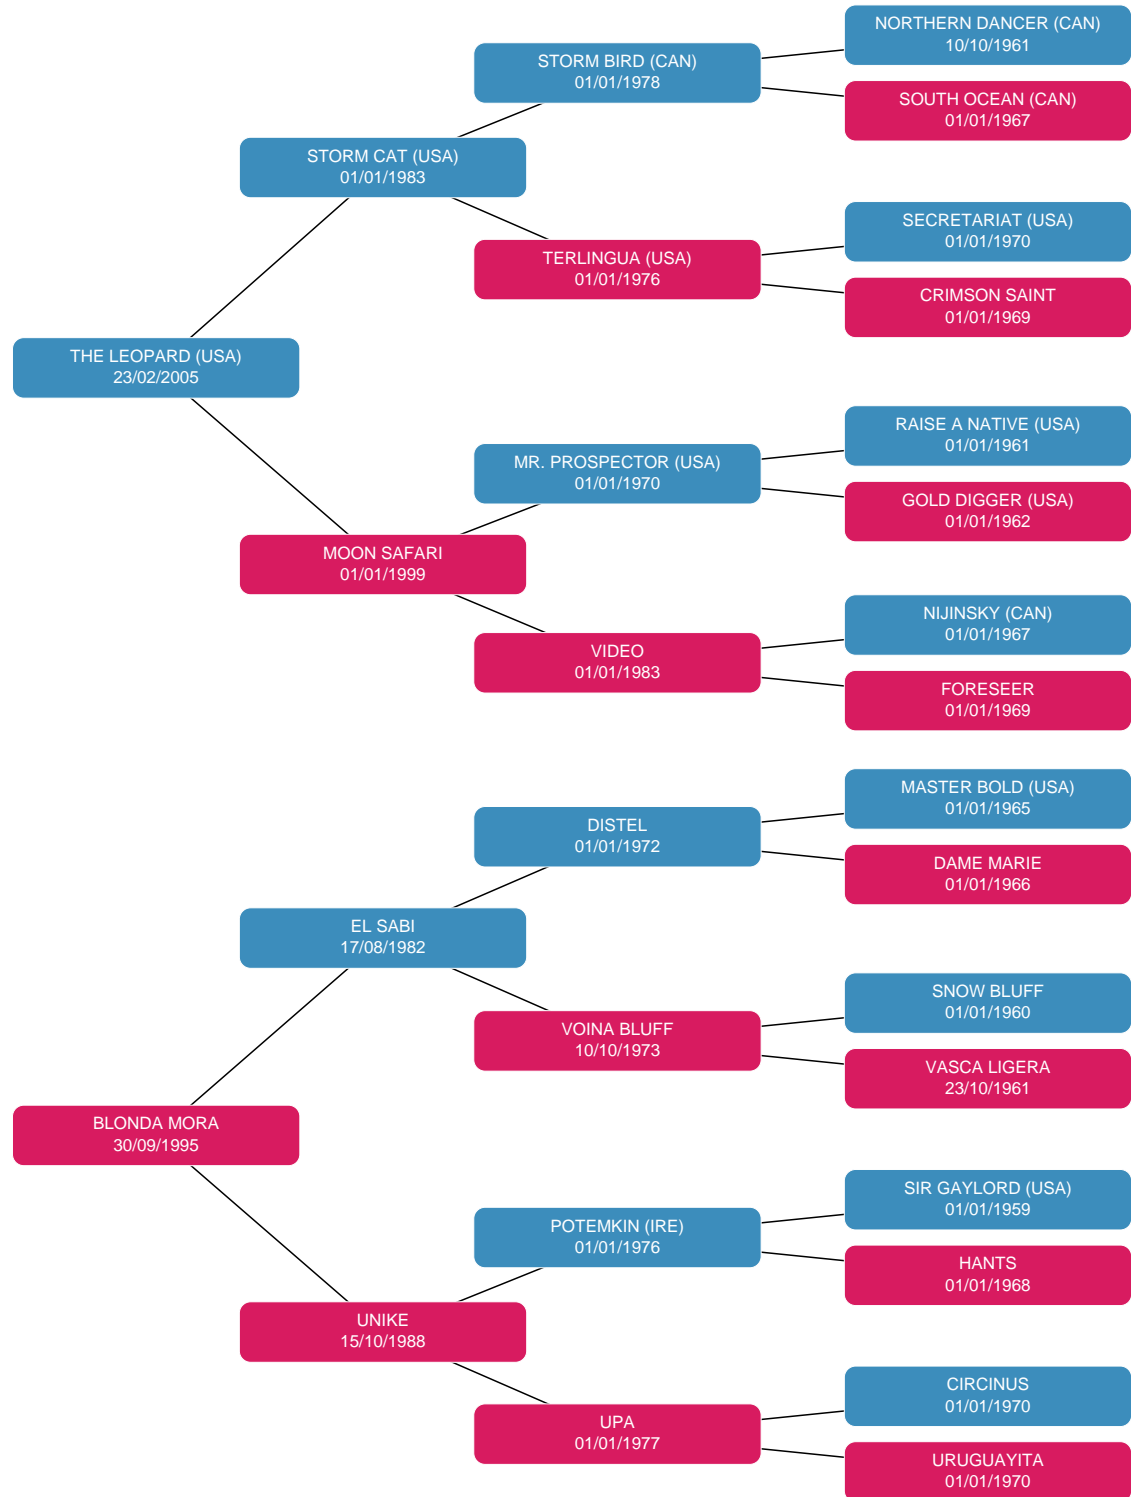 NORTHERN DANCER (CAN)
10/10/1961
STORM BIRD (CAN)
01/01/1978
SOUTH OCEAN (CAN)
01/01/1967
STORM CAT (USA)
01/01/1983
SECRETARIAT (USA)
01/01/1970
TERLINGUA (USA)
01/01/1976
CRIMSON SAINT
01/01/1969
THE LEOPARD (USA)
23/02/2005
RAISE A NATIVE (USA)
01/01/1961
MR. PROSPECTOR (USA)
01/01/1970
GOLD DIGGER (USA)
01/01/1962
MOON SAFARI
01/01/1999
NIJINSKY (CAN)
01/01/1967
VIDEO
01/01/1983
FORESEER
01/01/1969
MASTER BOLD (USA)
01/01/1965
DISTEL
01/01/1972
DAME MARIE
01/01/1966
EL SABI
17/08/1982
SNOW BLUFF
01/01/1960
VOINA BLUFF
10/10/1973
VASCA LIGERA
23/10/1961
BLONDA MORA
30/09/1995
SIR GAYLORD (USA)
01/01/1959
POTEMKIN (IRE)
01/01/1976
HANTS
01/01/1968
UNIKE
15/10/1988
CIRCINUS
01/01/1970
UPA
01/01/1977
URUGUAYITA
01/01/1970